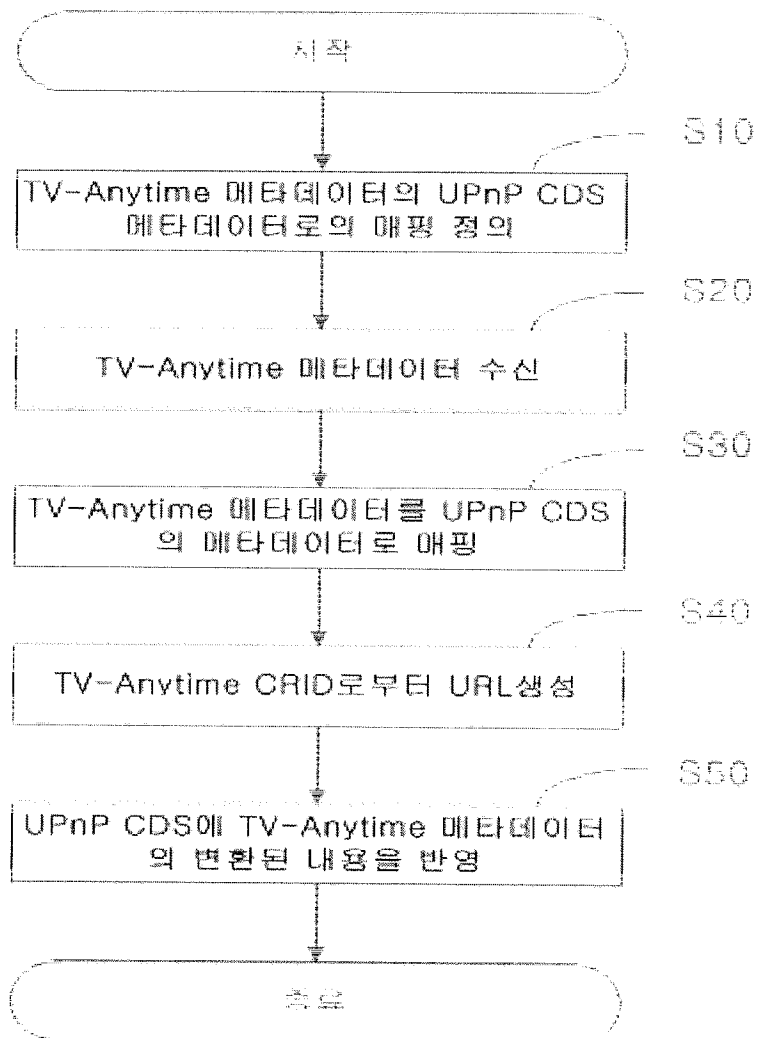 시작
S10
TV-Anytime 메타데이터의 UPnP CDS
메타데이터로의 매핑 정의
S20
TV-Anytime 메타데이터 수신
S30
TV-Anytime 메타데이터를 UPnP CDS
의 메타데이터로 매핑
S40
TV-Anytime CRID로부터 URL생성
S50
UPnP CDS에 TV-Anytime 메타데이터
의 변환된 내용을 반영
종료